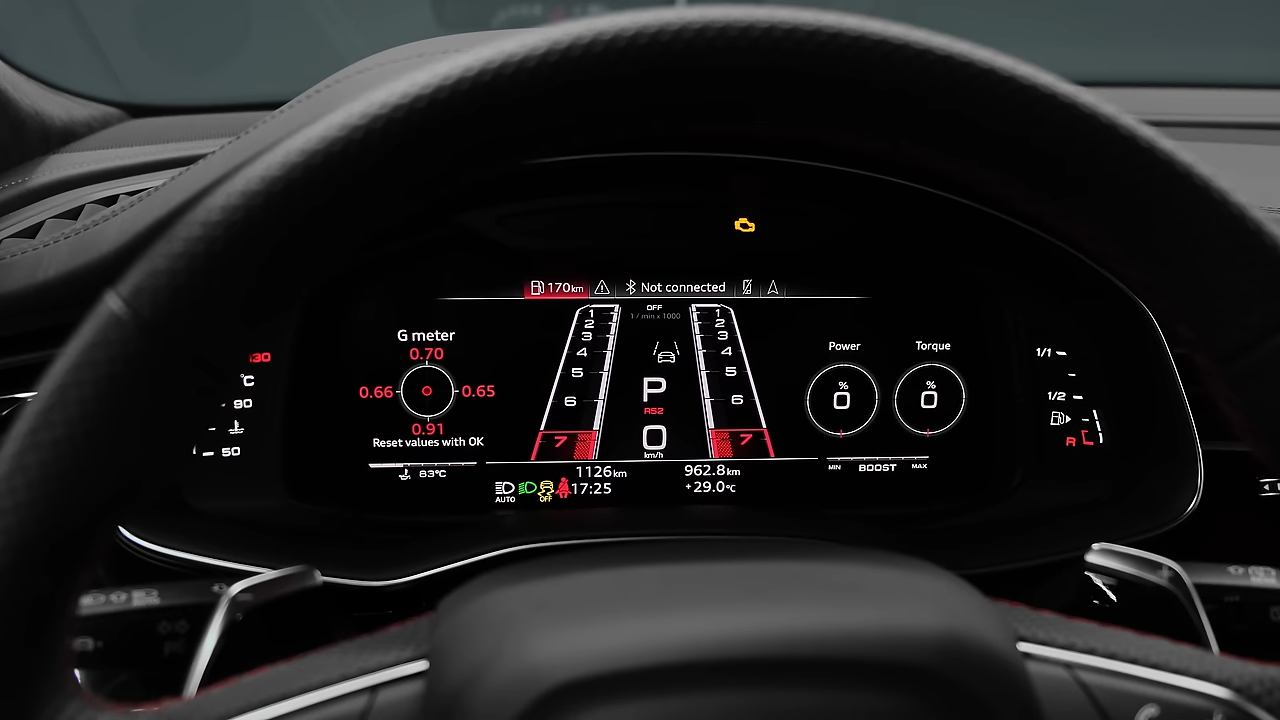 170km
Not connected
OFF
1 / min x 1000
G meter
0.70
0.66
0.65
0.91
Reset values with OK
130
°C
90
50
83°C
1
2
3
4
5
6
7
P
RS2
0
km/h
1
2
3
4
5
6
7
Power
%
0
Torque
%
0
MIN BOOST MAX
1/1
1/2
R
1126km
962.8km
AUTO
OFF
17:25
+29.0°C